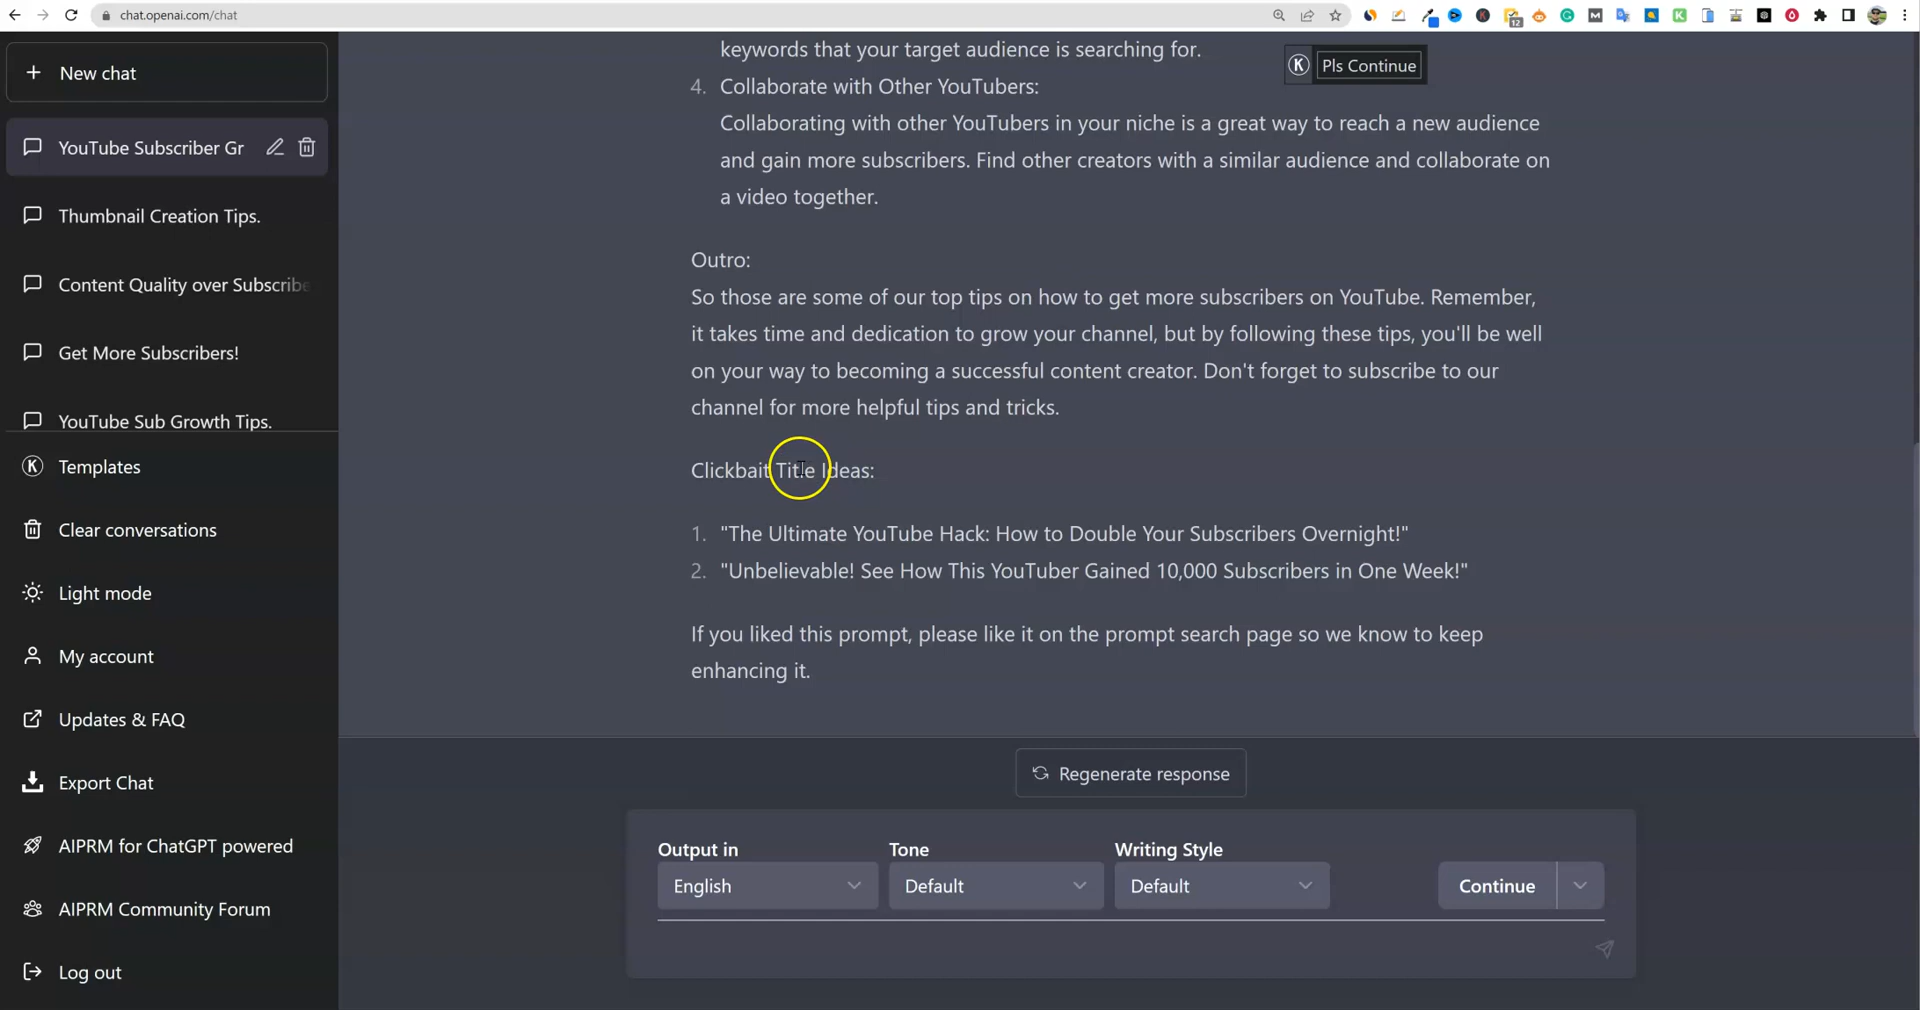 chat.openai.com/chat
12
New chat
YouTube Subscriber Gr
Thumbnail Creation Tips.
Content Quality over Subscribe
Get More Subscribers!
YouTube Sub Growth Tips.
Templates
Clear conversations
Light mode
My account
Updates & FAQ
Export Chat
AIPRM for ChatGPT powered
AIPRM Community Forum
Log out
K Pls Continue
keywords that your target audience is searching for.
4. Collaborate with Other YouTubers:
Collaborating with other YouTubers in your niche is a great way to reach a new audience
and gain more subscribers. Find other creators with a similar audience and collaborate on
a video together.
Outro:
So those are some of our top tips on how to get more subscribers on YouTube. Remember,
it takes time and dedication to grow your channel, but by following these tips, you'll be well
on your way to becoming a successful content creator. Don't forget to subscribe to our
channel for more helpful tips and tricks.
Clickbait Title Ideas:
1. "The Ultimate YouTube Hack: How to Double Your Subscribers Overnight!"
2. "Unbelievable! See How This YouTuber Gained 10,000 Subscribers in One Week!"
If you liked this prompt, please like it on the prompt search page so we know to keep
enhancing it.
Regenerate response
Output in
English
Tone
Default
Writing Style
Default
Continue